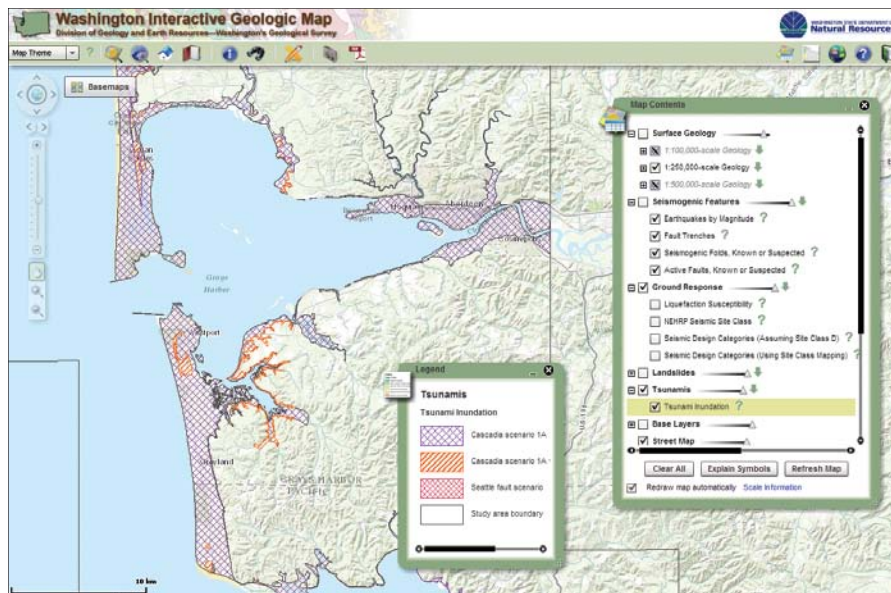 Washington Interactive Geologic Map
Division of Geology and Earth Resources—Washington's Geological Survey
WASHINGTON STATE DEPARTMENT OF
Natural Resource
Map Theme
?
Basemaps
Aberdeen
Grays
Harbor
GRAYS HARBOR
PACIFIC
10 km
Map Contents
Surface Geology
1:100,000-scale Geology
1:250,000-scale Geology
1:500,000-scale Geology
Seismogenic Features
Earthquakes by Magnitude ?
Fault Trenches ?
Seismogenic Folds, Known or Suspected ?
Active Faults, Known or Suspected ?
Ground Response
Liquefaction Susceptibility ?
NEHRP Seismic Site Class ?
Seismic Design Categories (Assuming Site Class D) ?
Seismic Design Categories (Using Site Class Mapping) ?
Landslides
Tsunamis
Tsunami Inundation ?
Base Layers
Street Map
Clear All Explain Symbols Refresh Map
Redraw map automatically Scale Information
Legend
Tsunamis
Tsunami Inundation
Cascadia scenario 1A
Cascadia scenario 1A
Seattle fault scenario
Study area boundary